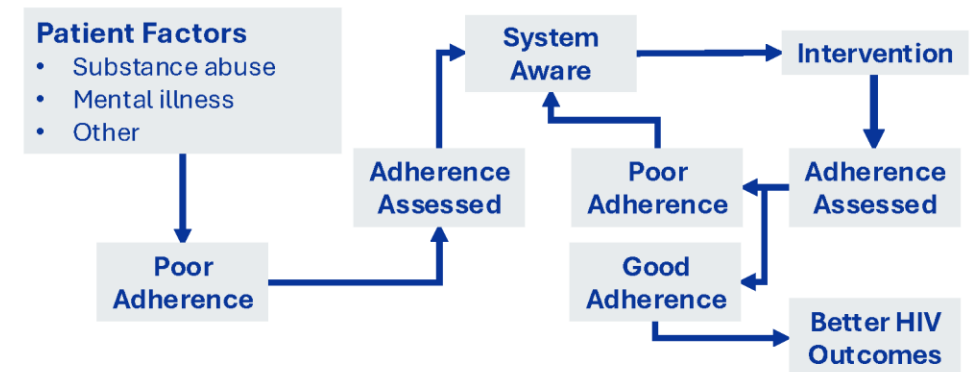 Patient Factors
• Substance abuse
• Mental illness
• Other
Poor
Adherence
Adherence
Assessed
System
Aware
Intervention
Adherence
Assessed
Poor
Adherence
Good
Adherence
Better HIV
Outcomes